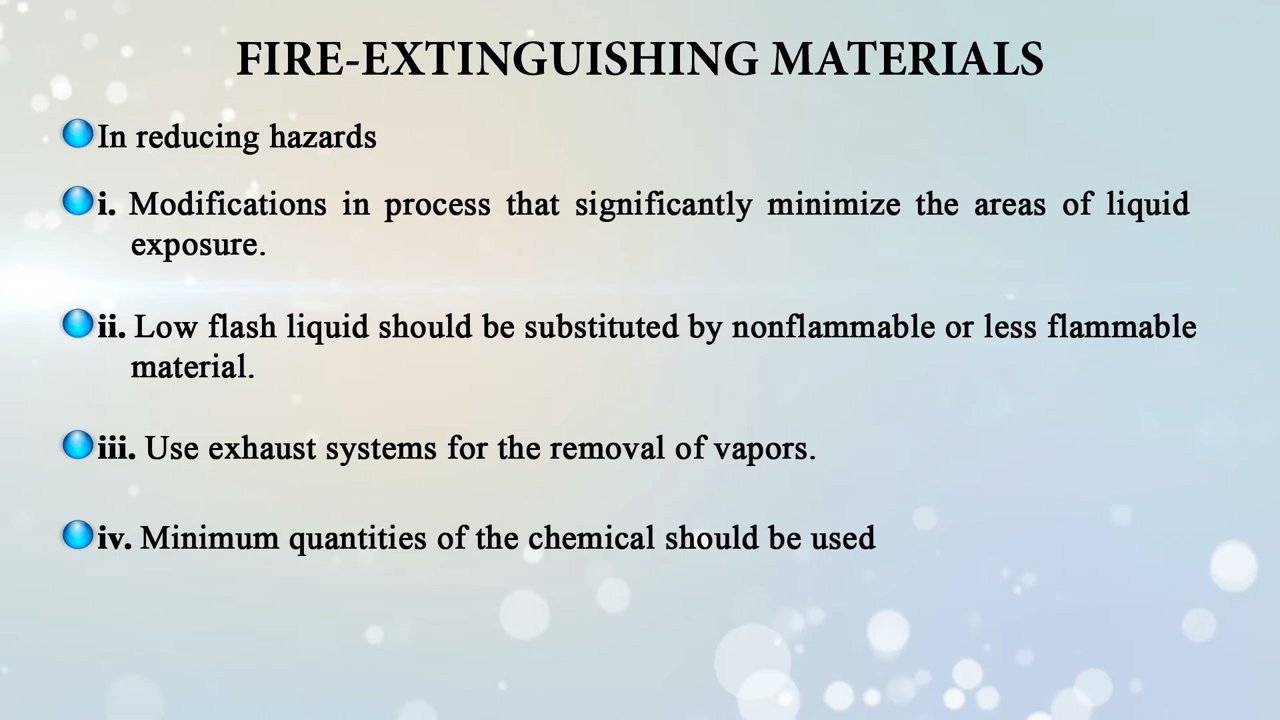 FIRE-EXTINGUISHING MATERIALS
In reducing hazards
i. Modifications in process that significantly minimize the areas of liquid
exposure.
ii. Low flash liquid should be substituted by nonflammable or less flammable
material.
iii. Use exhaust systems for the removal of vapors.
iv. Minimum quantities of the chemical should be used